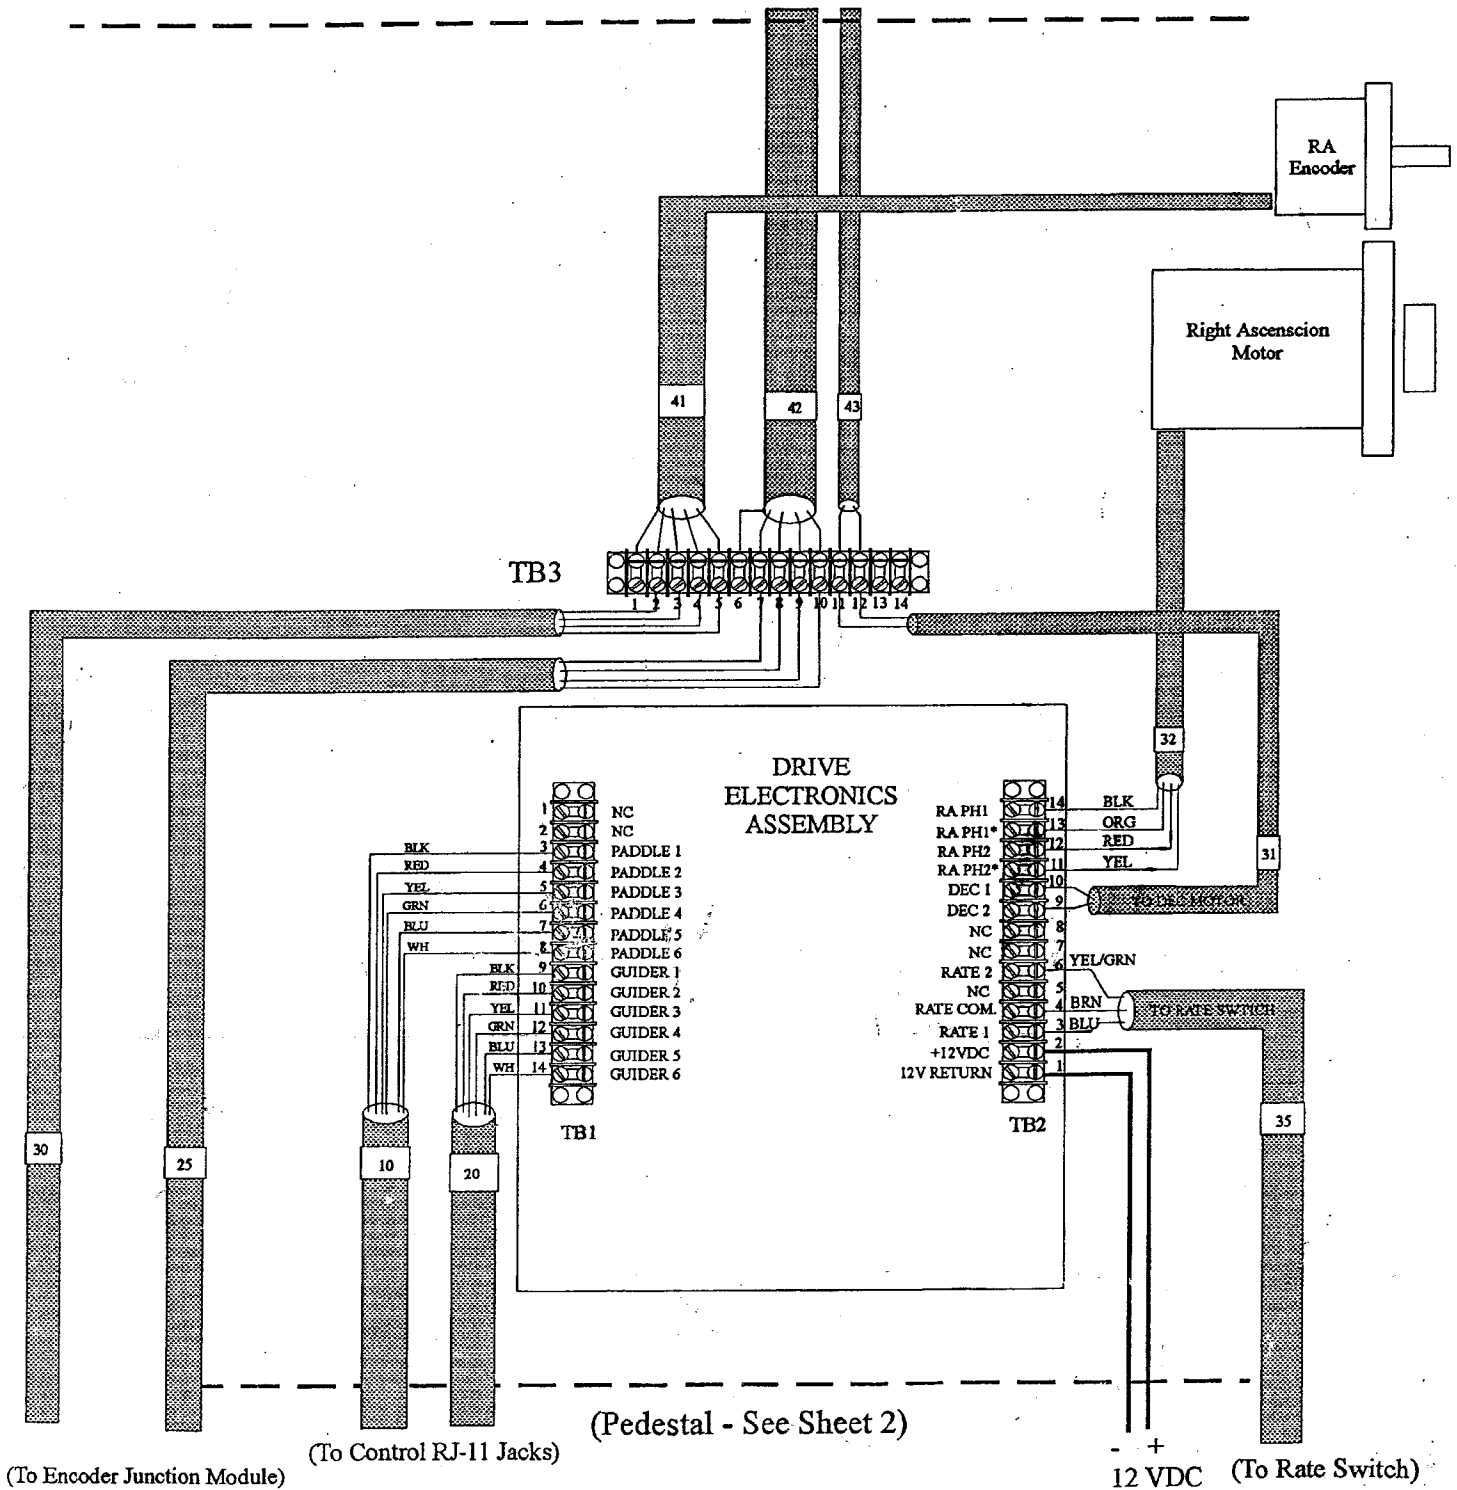 RA
Encoder
Right Ascenscion
Motor
41
42
43
TB3
1 2 3 4 5 6 7 8 9 10 11 12 13 14
32
31
DRIVE
ELECTRONICS
ASSEMBLY
1 NC
2 NC
BLK 3 PADDLE 1
RED 4 PADDLE 2
YEL 5 PADDLE 3
GRN 6 PADDLE 4
BLU 7 PADDLE 5
WH 8 PADDLE 6
BLK 9 GUIDER 1
RED 10 GUIDER 2
YEL 11 GUIDER 3
GRN 12 GUIDER 4
BLU 13 GUIDER 5
WH 14 GUIDER 6
TB1
RA PH1 14 BLK
RA PH1* 13 ORG
RA PH2 12 RED
RA PH2* 11 YEL
DEC 1 10
DEC 2 9
TO DEC MOTOR
NC 8
NC 7
RATE 2 6 YEL/GRN
NC 5
RATE COM. 4 BRN
TO RATE SWTICH
RATE 1 3 BLU
+12VDC 2
12V RETURN 1
TB2
30
25
10
20
35
(Pedestal - See Sheet 2)
(To Control RJ-11 Jacks)
(To Encoder Junction Module)
- +
12 VDC
(To Rate Switch)